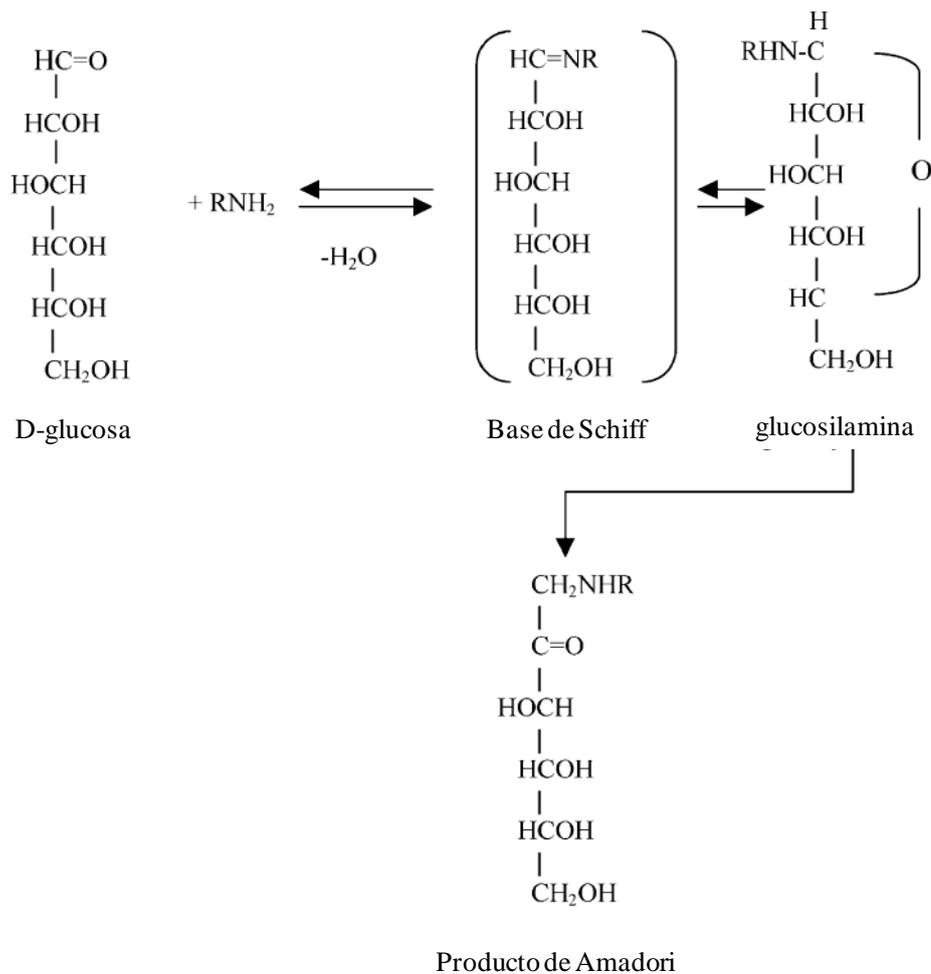 HC=O
HCOH
HOCH
HCOH
HCOH
CH₂OH
D-glucosa
+ RNH₂
-H₂O
HC=NR
HCOH
HOCH
HCOH
HCOH
CH₂OH
Base de Schiff
H
RHN-C
HCOH
HOCH
O
HCOH
HC
CH₂OH
glucosilamina
CH₂NHR
C=O
HOCH
HCOH
HCOH
CH₂OH
Producto de Amadori